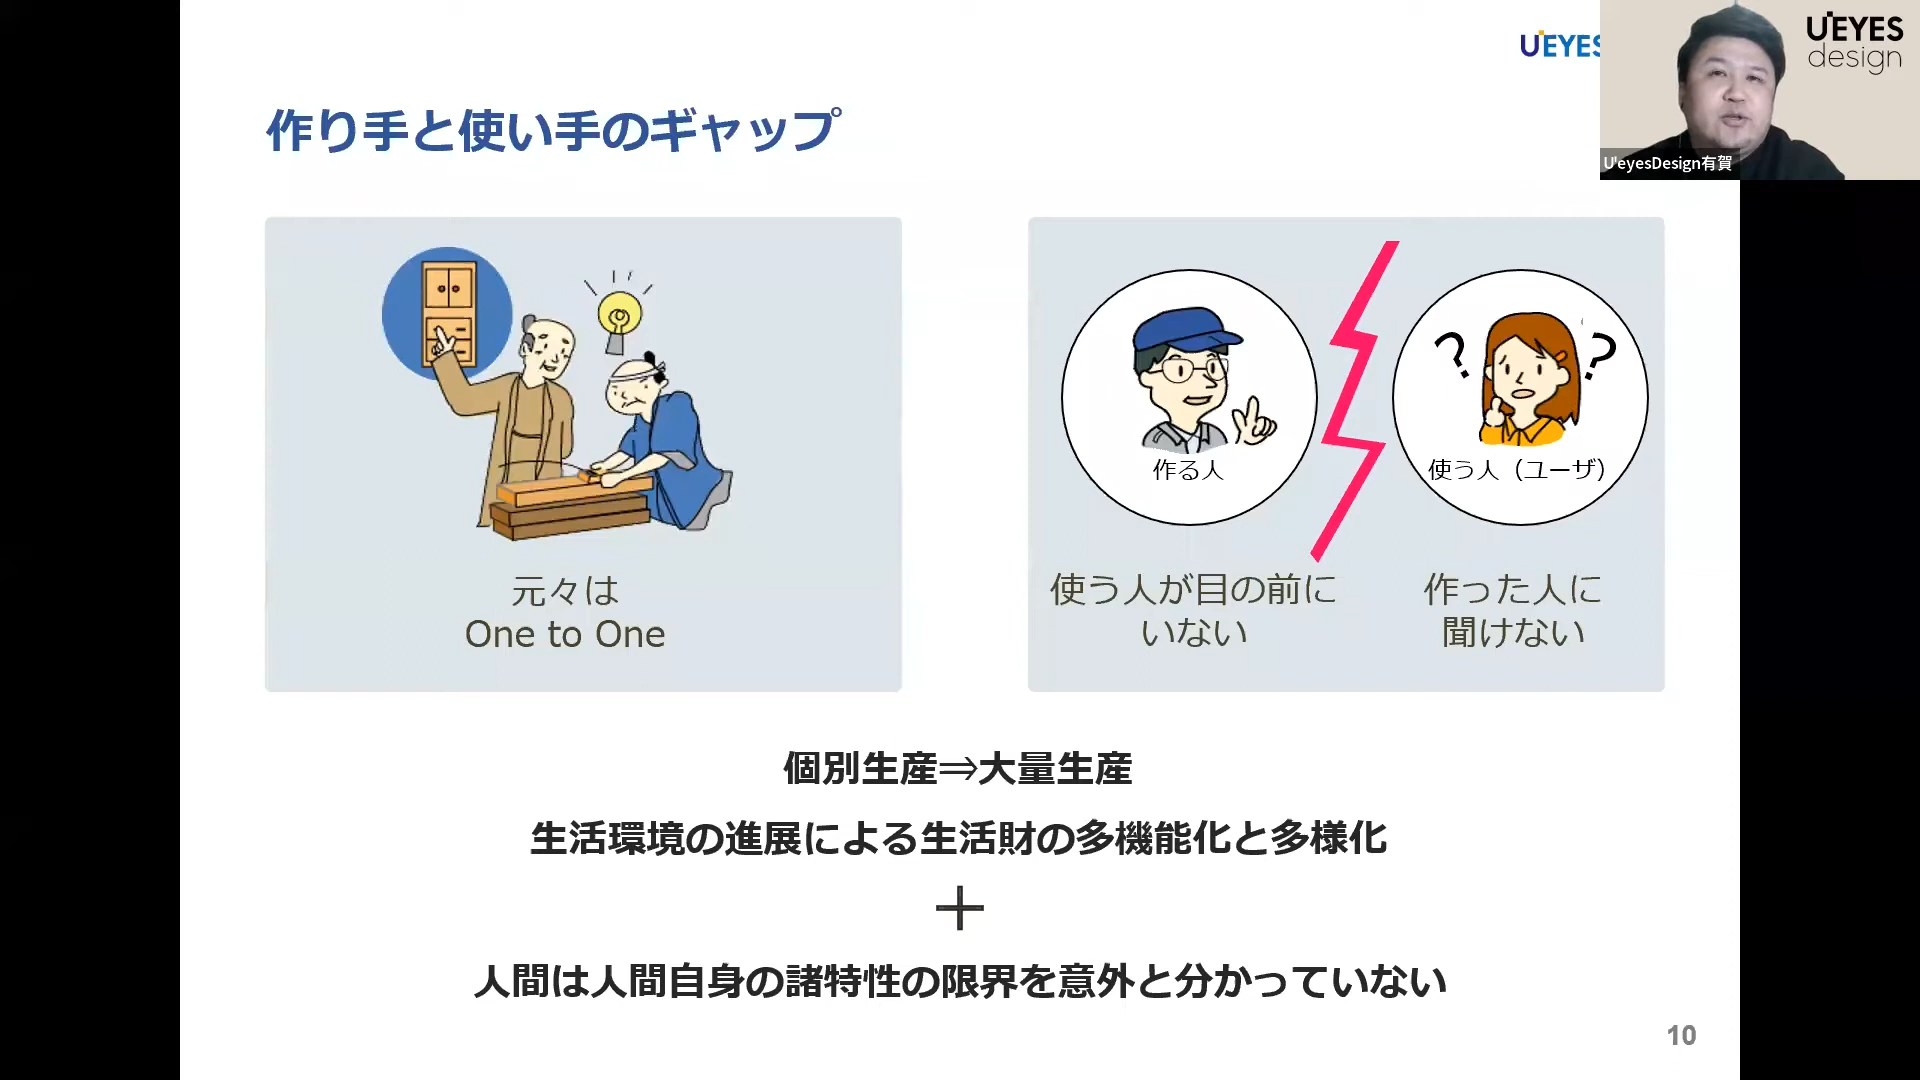 U'EYES
U'EYES
design
U'eyesDesign有賀
作り手と使い手のギャップ
? ?
作る人
使う人（ユーザ）
元々は
One to One
使う人が目の前に
いない
作った人に
聞けない
個別生産⇒大量生産
生活環境の進展による生活財の多機能化と多様化
＋
人間は人間自身の諸特性の限界を意外と分かっていない
10